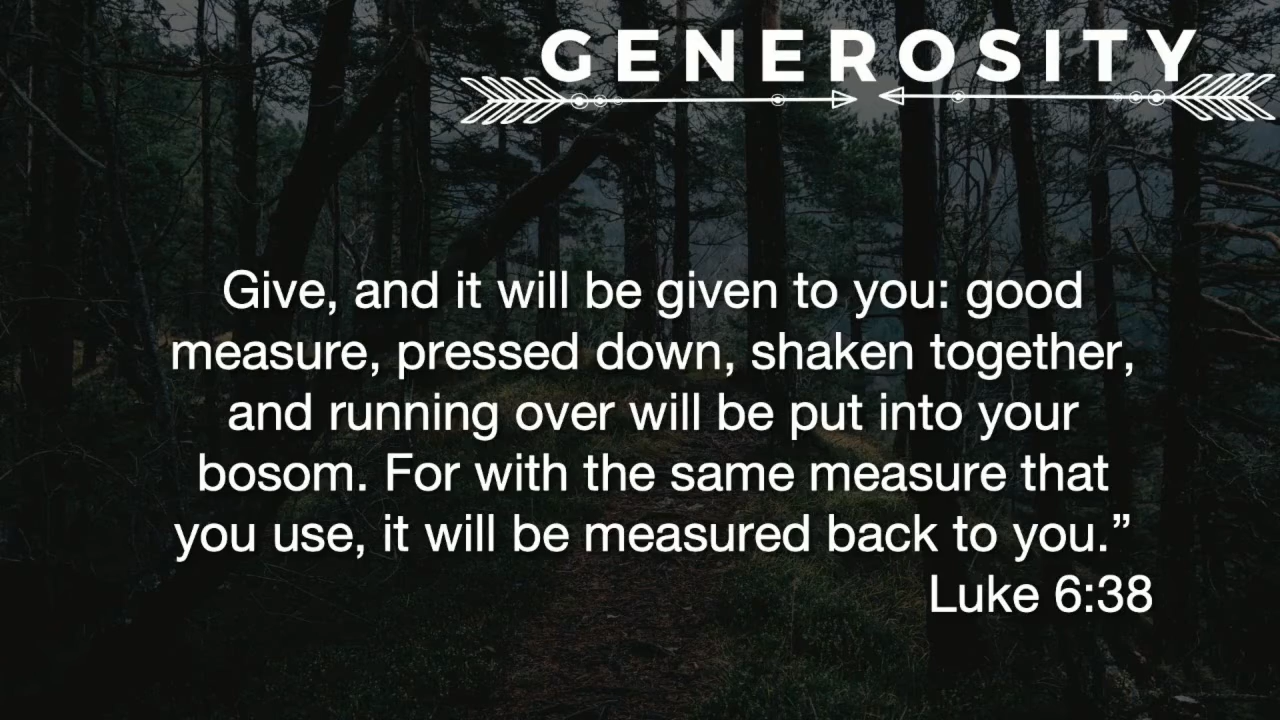 GENEROSITY
Give, and it will be given to you: good
measure, pressed down, shaken together,
and running over will be put into your
bosom. For with the same measure that
you use, it will be measured back to you.”
Luke 6:38